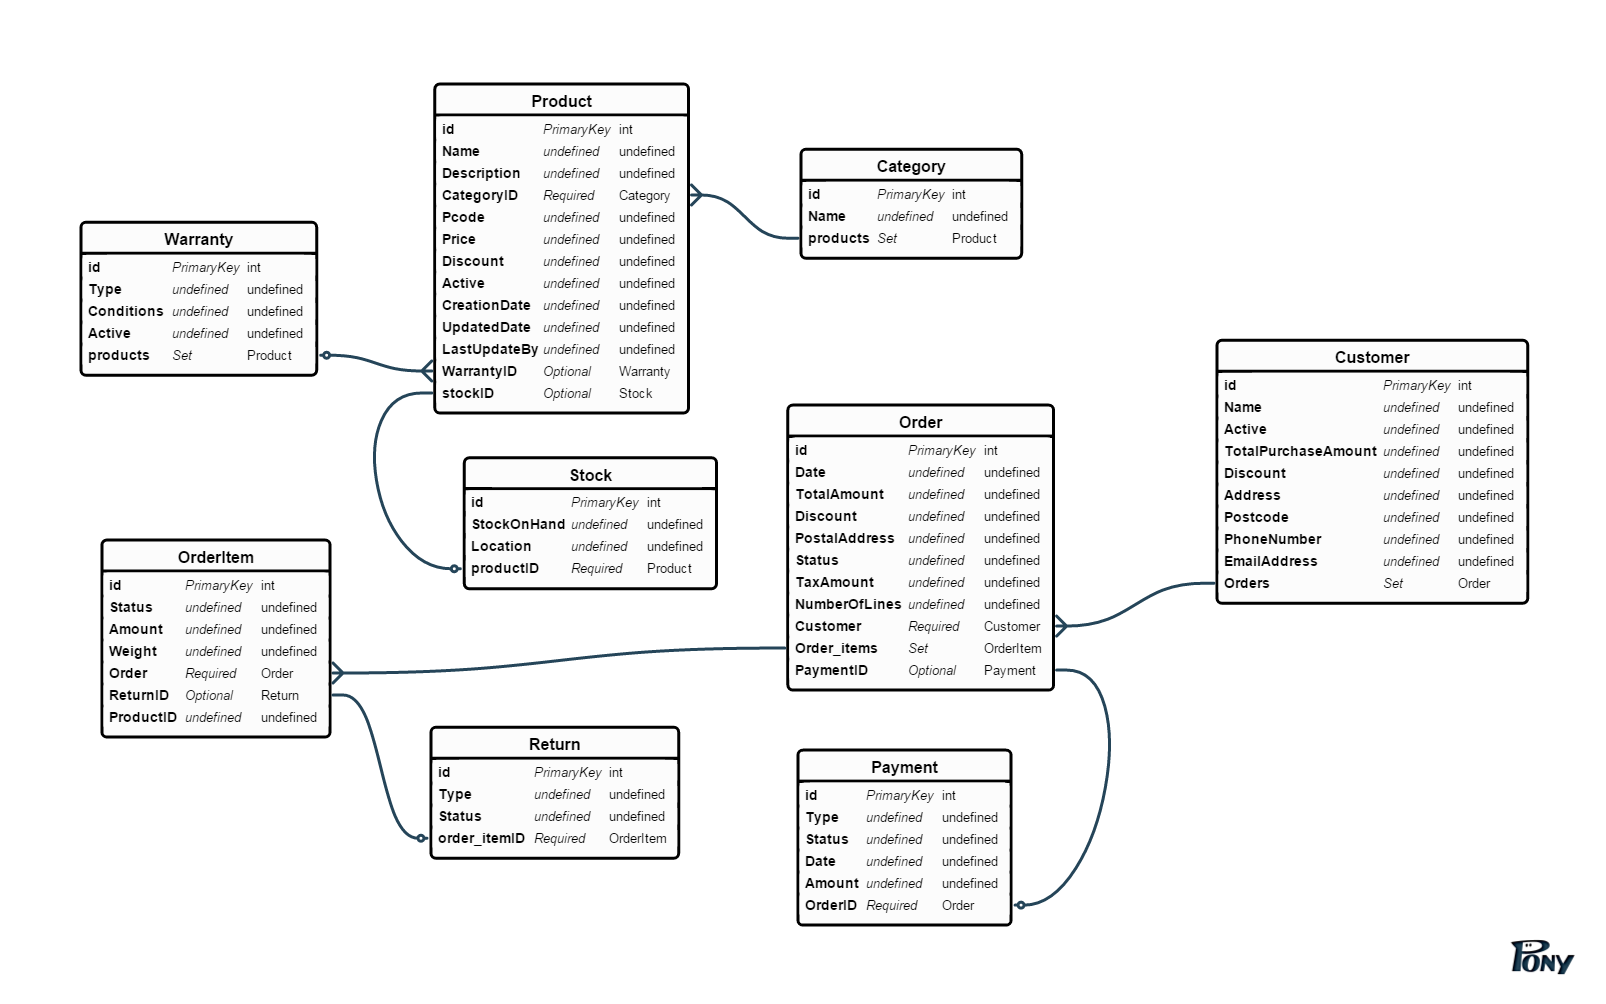 Product
id PrimaryKey int
Name undefined undefined
Description undefined undefined
CategoryID Required Category
Pcode undefined undefined
Price undefined undefined
Discount undefined undefined
Active undefined undefined
CreationDate undefined undefined
UpdatedDate undefined undefined
LastUpdateBy undefined undefined
WarrantyID Optional Warranty
stockID Optional Stock
Category
id PrimaryKey int
Name undefined undefined
products Set Product
Warranty
id PrimaryKey int
Type undefined undefined
Conditions undefined undefined
Active undefined undefined
products Set Product
Customer
id PrimaryKey int
Name undefined undefined
Active undefined undefined
TotalPurchaseAmount undefined undefined
Discount undefined undefined
Address undefined undefined
Postcode undefined undefined
PhoneNumber undefined undefined
EmailAddress undefined undefined
Orders Set Order
Order
id PrimaryKey int
Date undefined undefined
TotalAmount undefined undefined
Discount undefined undefined
PostalAddress undefined undefined
Status undefined undefined
TaxAmount undefined undefined
NumberOfLines undefined undefined
Customer Required Customer
Order_items Set OrderItem
PaymentID Optional Payment
Stock
id PrimaryKey int
StockOnHand undefined undefined
Location undefined undefined
productID Required Product
OrderItem
id PrimaryKey int
Status undefined undefined
Amount undefined undefined
Weight undefined undefined
Order Required Order
ReturnID Optional Return
ProductID undefined undefined
Return
id PrimaryKey int
Type undefined undefined
Status undefined undefined
order_itemID Required OrderItem
Payment
id PrimaryKey int
Type undefined undefined
Status undefined undefined
Date undefined undefined
Amount undefined undefined
OrderID Required Order
PONY